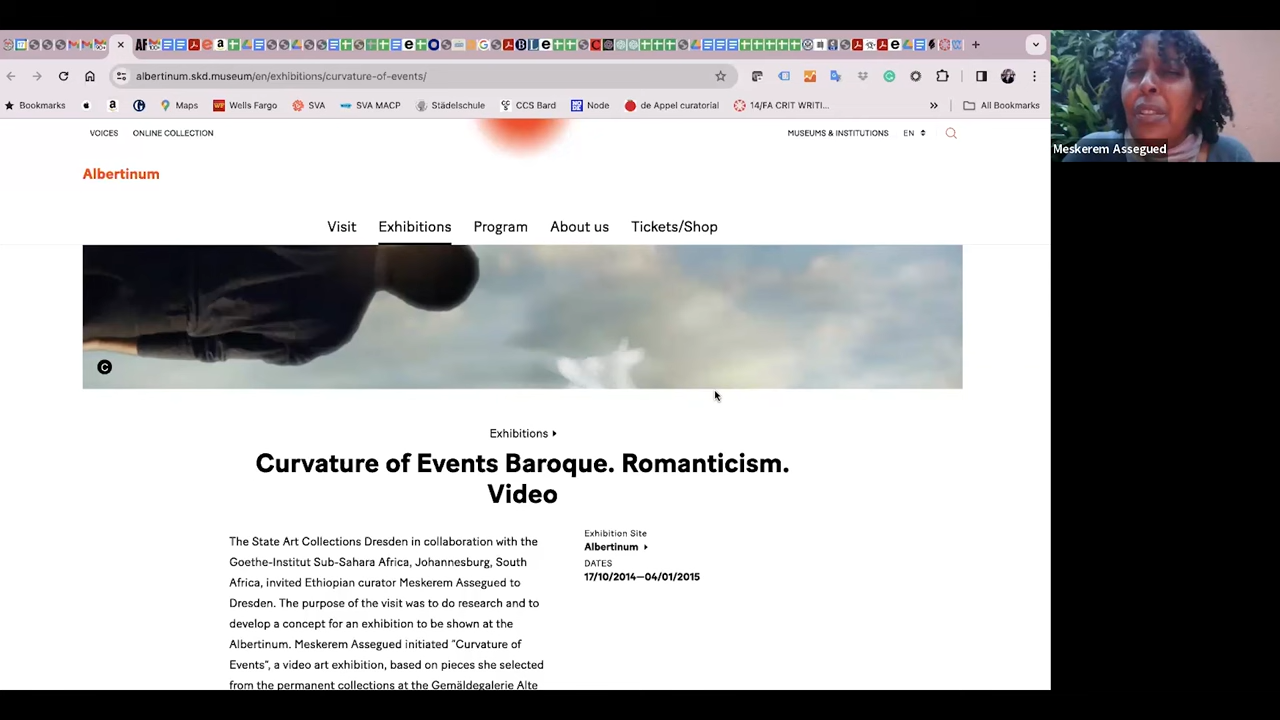 albertinum.skd.museum/en/exhibitions/curvature-of-events/
Bookmarks
Maps
Wells Fargo
SVA
SVA MACP
Städelschule
CCS Bard
Node
de Appel curatorial
14/FA CRIT WRITI...
»
All Bookmarks
VOICES
ONLINE COLLECTION
MUSEUMS & INSTITUTIONS
EN
Albertinum
Visit
Exhibitions
Program
About us
Tickets/Shop
C
Exhibitions
Curvature of Events Baroque. Romanticism.
Video
The State Art Collections Dresden in collaboration with the
Goethe-Institut Sub-Sahara Africa, Johannesburg, South
Africa, invited Ethiopian curator Meskerem Assegued to
Dresden. The purpose of the visit was to do research and to
develop a concept for an exhibition to be shown at the
Albertinum. Meskerem Assegued initiated "Curvature of
Events", a video art exhibition, based on pieces she selected
from the permanent collections at the Gemäldegalerie Alte
Exhibition Site
Albertinum
DATES
17/10/2014—04/01/2015
Meskerem Assegued